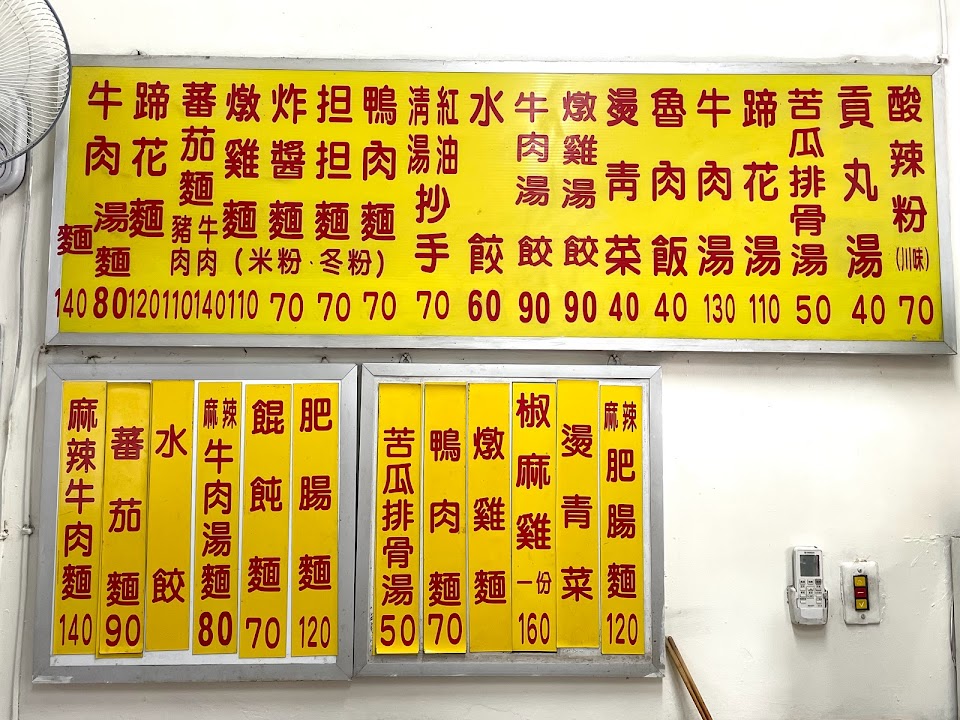 牛肉
麵
140
湯麵
80
蹄花麵
120
蕃茄麵
豬肉
110
牛肉
140
燉雞麵
110
炸醬麵
70
担担麵
70
鴨肉麵
70
(米粉·冬粉)
清湯
紅油
抄手
70
水餃
60
牛肉湯餃
90
燉雞湯餃
90
燙青菜
40
魯肉飯
40
牛肉湯
130
蹄花湯
110
苦瓜排骨湯
50
貢丸湯
40
酸辣粉
(川味)
70
麻辣牛肉麵
140
蕃茄麵
90
水餃
麻辣
牛肉湯麵
80
餛飩麵
70
肥腸麵
120
苦瓜排骨湯
50
鴨肉麵
70
燉雞麵
椒麻雞
一份
160
燙青菜
麻辣
肥腸麵
120